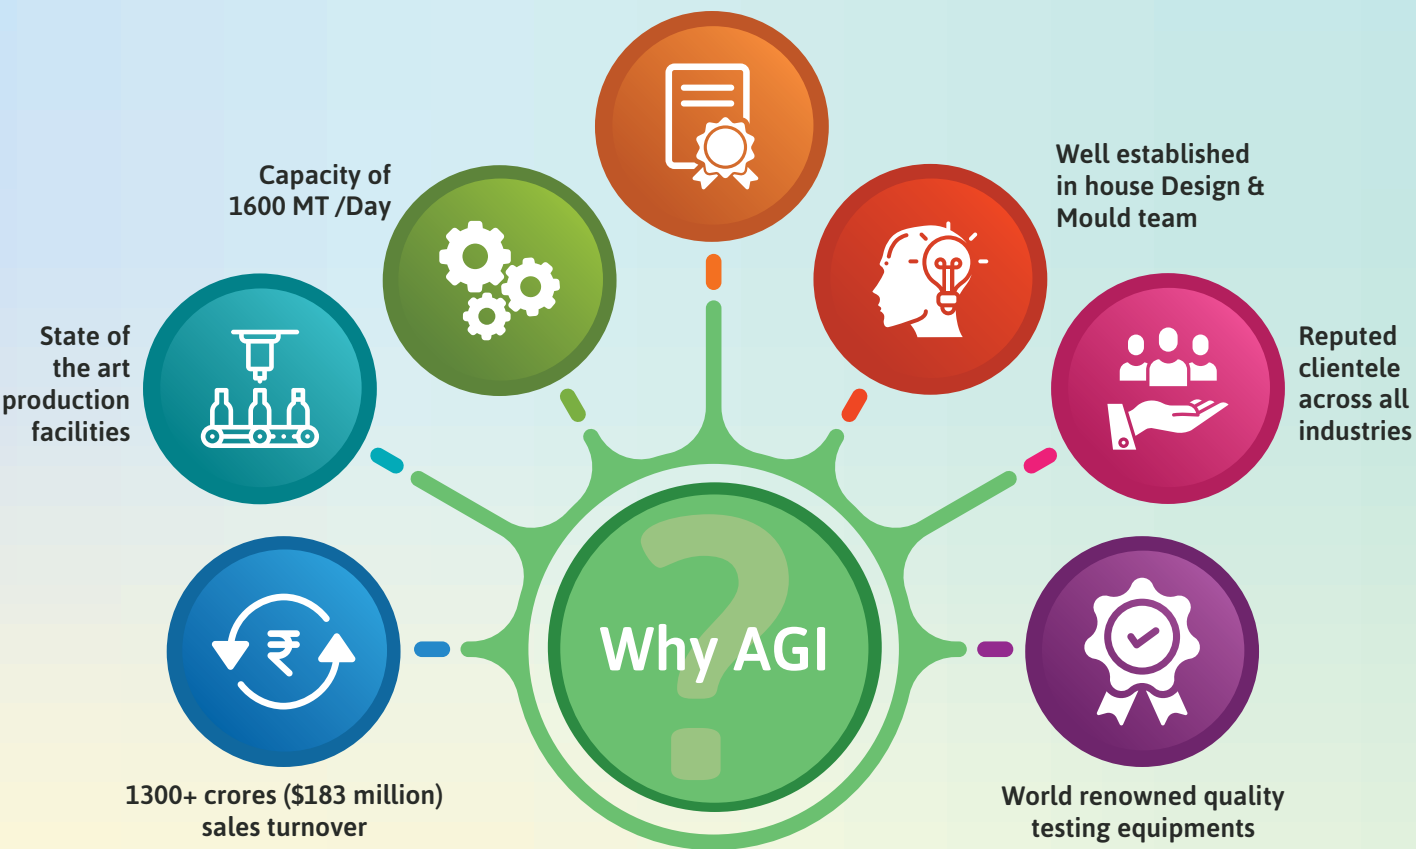 Capacity of
1600 MT /Day
Well established
in house Design &
Mould team
State of
the art
production
facilities
Reputed
clientele
across all
industries
₹
?
Why AGI
1300+ crores ($183 million)
sales turnover
World renowned quality
testing equipments